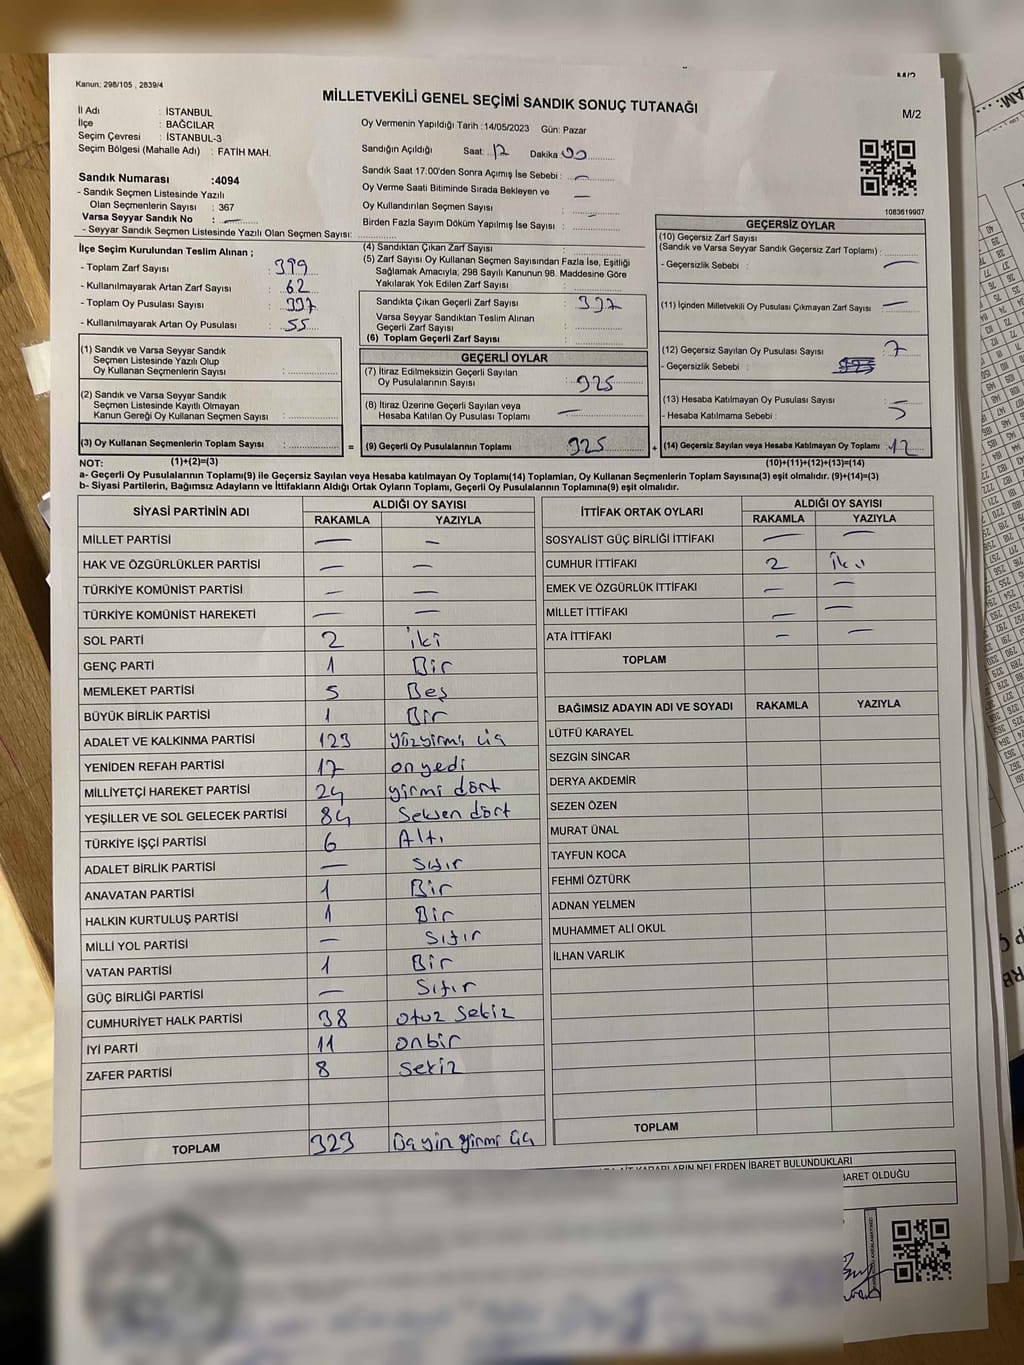 Kanun: 298/105 , 2839/4
MİLLETVEKİLİ GENEL SEÇİMİ SANDIK SONUÇ TUTANAĞI
M/2
İl Adı : İSTANBUL
İlçe : BAĞCILAR
Seçim Çevresi : İSTANBUL-3
Seçim Bölgesi (Mahalle Adı) : FATİH MAH.
Oy Vermenin Yapıldığı Tarih :14/05/2023 Gün: Pazar
Sandığın Açıldığı Saat: 17 Dakika 00
Sandık Saat 17.00'den Sonra Açımış İse Sebebi : —
Oy Verme Saati Bitiminde Sırada Bekleyen ve
Oy Kullandırılan Seçmen Sayısı : —
Birden Fazla Sayım Döküm Yapılmış İse Sayısı :
1083619907
Sandık Numarası :4094
- Sandık Seçmen Listesinde Yazılı
Olan Seçmenlerin Sayısı : 367
Varsa Seyyar Sandık No : —
- Seyyar Sandık Seçmen Listesinde Yazılı Olan Seçmen Sayısı:
İlçe Seçim Kurulundan Teslim Alınan ;
- Toplam Zarf Sayısı : 399
- Kullanılmayarak Artan Zarf Sayısı : 62
- Toplam Oy Pusulası Sayısı : 397
- Kullanılmayarak Artan Oy Pusulası : 55
(1) Sandık ve Varsa Seyyar Sandık
Seçmen Listesinde Yazılı Olup
Oy Kullanan Seçmenlerin Sayısı :
(2) Sandık ve Varsa Seyyar Sandık
Seçmen Listesinde Kayıtlı Olmayan
Kanun Gereği Oy Kullanan Seçmen Sayısı :
(3) Oy Kullanan Seçmenlerin Toplam Sayısı : =
(1)+(2)=(3)
(4) Sandıktan Çıkan Zarf Sayısı :
(5) Zarf Sayısı Oy Kullanan Seçmen Sayısından Fazla İse, Eşitliği
Sağlamak Amacıyla; 298 Sayılı Kanunun 98. Maddesine Göre
Yakılarak Yok Edilen Zarf Sayısı :
Sandıkta Çıkan Geçerli Zarf Sayısı : 337
Varsa Seyyar Sandıktan Teslim Alınan
Geçerli Zarf Sayısı :
(6) Toplam Geçerli Zarf Sayısı :
GEÇERLİ OYLAR
(7) İtiraz Edilmeksizin Geçerli Sayılan
Oy Pusulalarının Sayısı : 325
(8) İtiraz Üzerine Geçerli Sayılan veya
Hesaba Katılan Oy Pusulası Toplamı : —
(9) Geçerli Oy Pusulalarının Toplamı 325 +
GEÇERSİZ OYLAR
(10) Geçersiz Zarf Sayısı
(Sandık ve Varsa Seyyar Sandık Geçersiz Zarf Toplamı) :
- Geçersizlik Sebebi : —
(11) İçinden Milletvekili Oy Pusulası Çıkmayan Zarf Sayısı : —
(12) Geçersiz Sayılan Oy Pusulası Sayısı : 7
- Geçersizlik Sebebi :
(13) Hesaba Katılmayan Oy Pusulası Sayısı : 5
- Hesaba Katılmama Sebebi :
(14) Geçersiz Sayılan veya Hesaba Katılmayan Oy Toplamı : 12
(10)+(11)+(12)+(13)=(14)
NOT:
a- Geçerli Oy Pusulalarının Toplamı(9) ile Geçersiz Sayılan veya Hesaba katılmayan Oy Toplamı(14) Toplamları, Oy Kullanan Seçmenlerin Toplam Sayısına(3) eşit olmalıdır. (9)+(14)=(3)
b- Siyasi Partilerin, Bağımsız Adayların ve İttifakların Aldığı Ortak Oyların Toplamı, Geçerli Oy Pusulalarının Toplamına(9) eşit olmalıdır.
SİYASİ PARTİNİN ADI ALDIĞI OY SAYISI
RAKAMLA YAZIYLA
MİLLET PARTİSİ — —
HAK VE ÖZGÜRLÜKLER PARTİSİ — —
TÜRKİYE KOMÜNİST PARTİSİ — —
TÜRKİYE KOMÜNİST HAREKETİ — —
SOL PARTİ 2 iki
GENÇ PARTİ 1 Bir
MEMLEKET PARTİSİ 5 Beş
BÜYÜK BİRLİK PARTİSİ 1 Bir
ADALET VE KALKINMA PARTİSİ 123 yüzyirmi üç
YENİDEN REFAH PARTİSİ 17 onyedi
MİLLİYETÇİ HAREKET PARTİSİ 24 yirmi dört
YEŞİLLER VE SOL GELECEK PARTİSİ 84 Seksen dört
TÜRKİYE İŞÇİ PARTİSİ 6 Altı
ADALET BİRLİK PARTİSİ — Sıfır
ANAVATAN PARTİSİ 1 Bir
HALKIN KURTULUŞ PARTİSİ 1 Bir
MİLLİ YOL PARTİSİ — Sıfır
VATAN PARTİSİ 1 Bir
GÜÇ BİRLİĞİ PARTİSİ — Sıfır
CUMHURİYET HALK PARTİSİ 38 otuz Sekiz
İYİ PARTİ 11 onbir
ZAFER PARTİSİ 8 Sekiz
TOPLAM 323 yirmi üç
İTTİFAK ORTAK OYLARI ALDIĞI OY SAYISI
RAKAMLA YAZIYLA
SOSYALİST GÜÇ BİRLİĞİ İTTİFAKI — —
CUMHUR İTTİFAKI 2 İki
EMEK VE ÖZGÜRLÜK İTTİFAKI — —
MİLLET İTTİFAKI — —
ATA İTTİFAKI — —
TOPLAM
BAĞIMSIZ ADAYIN ADI VE SOYADI RAKAMLA YAZIYLA
LÜTFÜ KARAYEL
SEZGİN SİNCAR
DERYA AKDEMİR
SEZEN ÖZEN
MURAT ÜNAL
TAYFUN KOCA
FEHMİ ÖZTÜRK
ADNAN YELMEN
MUHAMMET ALİ OKUL
İLHAN VARLIK
TOPLAM
KARARLARIN NELERDEN İBARET BULUNDUKLARI
İBARET OLDUĞU